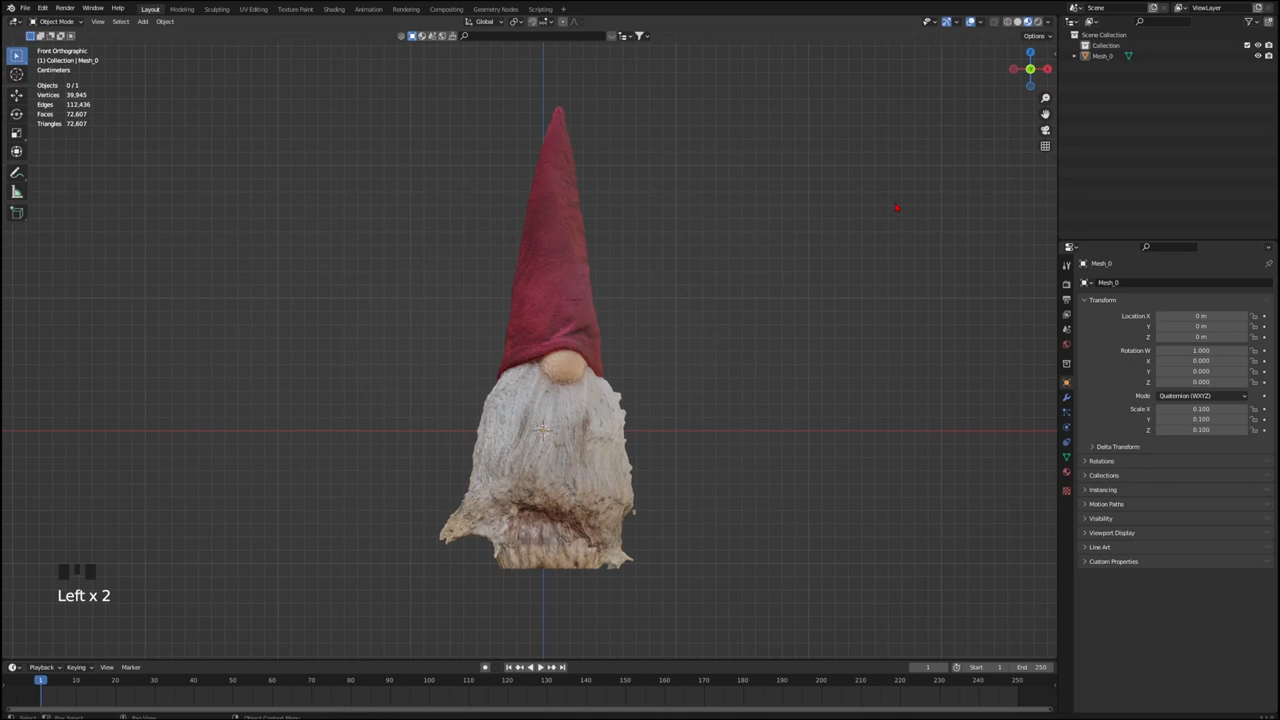 File Edit Render Window Help Layout Modeling Sculpting UV Editing Texture Paint Shading Animation Rendering Compositing Geometry Nodes Scripting Scene ViewLayer
Object Mode View Select Add Object Global
Options
Front Orthographic
(1) Collection | Mesh_0
Centimeters
Objects 0/1
Vertices 39,945
Edges 112,436
Faces 72,607
Triangles 72,607
Left x 2
Scene Collection
Collection
Mesh_0
Mesh_0
Mesh_0
Transform
Location X 0 m
Y 0 m
Z 0 m
Rotation W 1.000
X 0.000
Y 0.000
Z 0.000
Mode Quaternion (WXYZ)
Scale X 0.100
Y 0.100
Z 0.100
Delta Transform
Relations
Collections
Instancing
Motion Paths
Visibility
Viewport Display
Line Art
Custom Properties
Playback Keying View Marker 1 Start 1 End 250
1 10 20 30 40 50 60 70 80 90 100 110 120 130 140 150 160 170 180 190 200 210 220 230 240 250